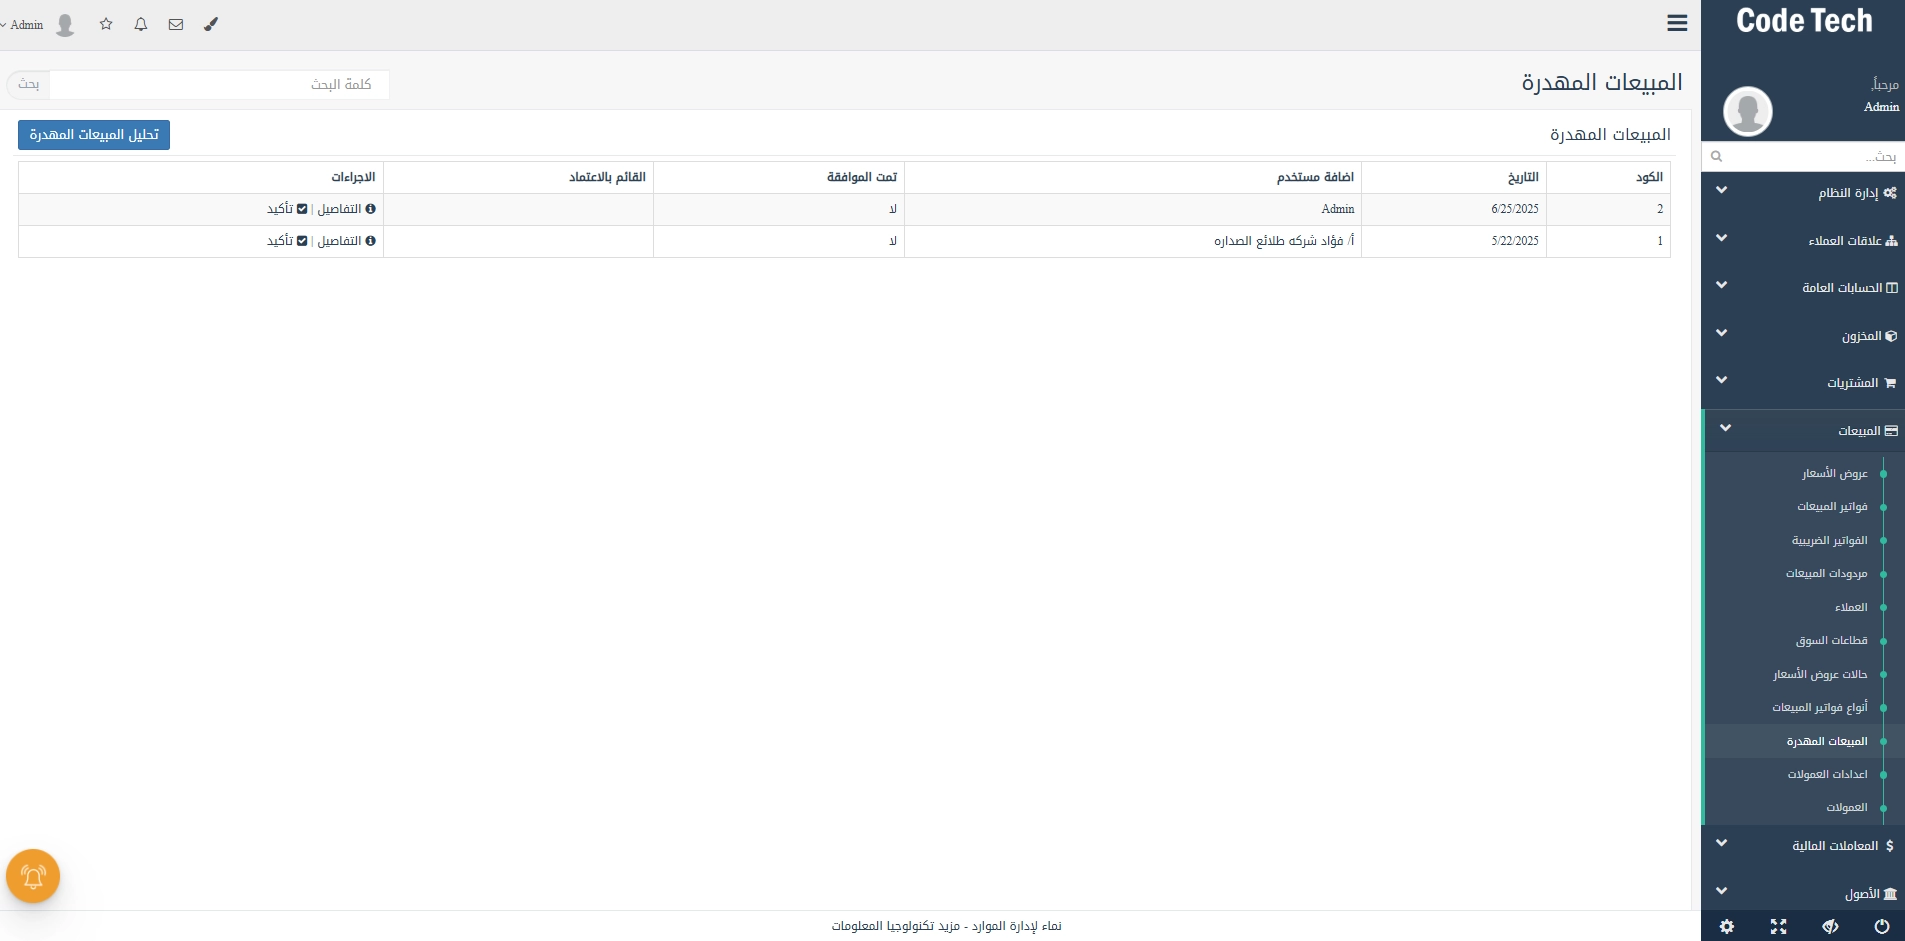 Code Tech
مرحباً,
Admin
بحث...
إدارة النظام
علاقات العملاء
الحسابات العامة
المخزون
المشتريات
المبيعات
عروض الأسعار
فواتير المبيعات
الفواتير الضريبية
مردودات المبيعات
العملاء
قطاعات السوق
حالات عروض الأسعار
أنواع فواتير المبيعات
المبيعات المهدرة
اعدادات العمولات
العمولات
المعاملات المالية
الأصول
Admin
المبيعات المهدرة
كلمة البحث
بحث
المبيعات المهدرة
تحليل المبيعات المهدرة
الكود التاريخ اضافة مستخدم تمت الموافقة القائم بالاعتماد الاجراءات
2 6/25/2025 Admin لا التفاصيل | تأكيد
1 5/22/2025 أ/ فؤاد شركه طلائع الصداره لا التفاصيل | تأكيد
نماء لإدارة الموارد - مزيد تكنولوجيا المعلومات